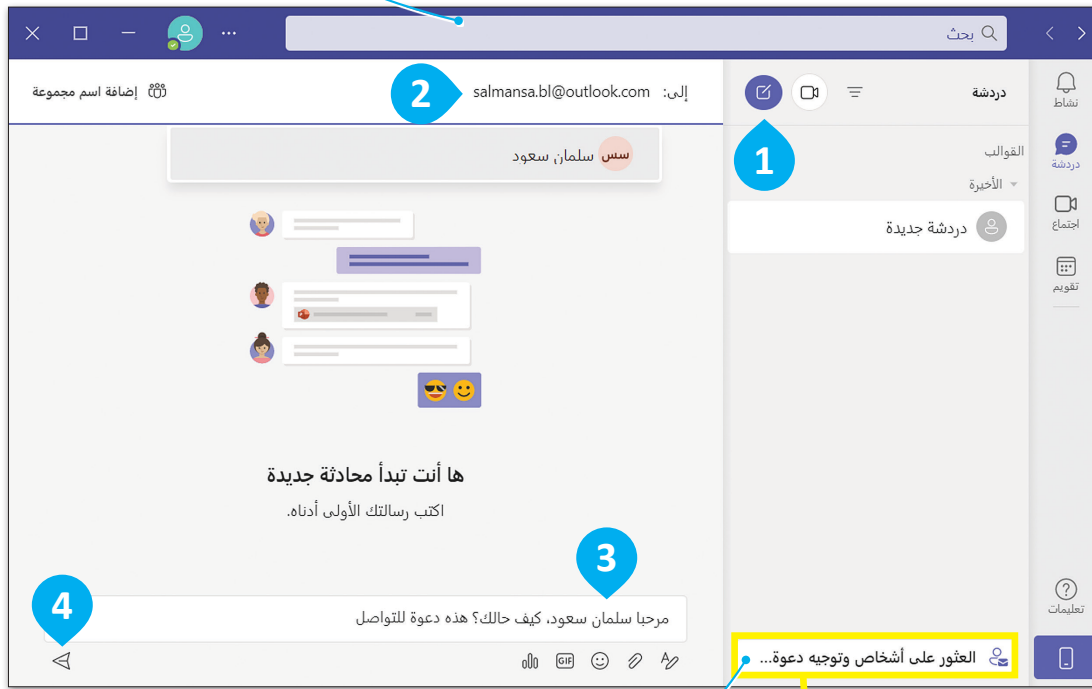 بحث
نشاط
دردشة
اجتماع
تقويم
تعليمات
دردشة
1
القوالب
الأخيرة
دردشة جديدة
العثور على أشخاص وتوجيه دعوة...
إلى: salmansa.bl@outlook.com
2
إضافة اسم مجموعة
سس سلمان سعود
ها أنت تبدأ محادثة جديدة
اكتب رسالتك الأولى أدناه.
3
مرحبا سلمان سعود، كيف حالك؟ هذه دعوة للتواصل
4
GIF